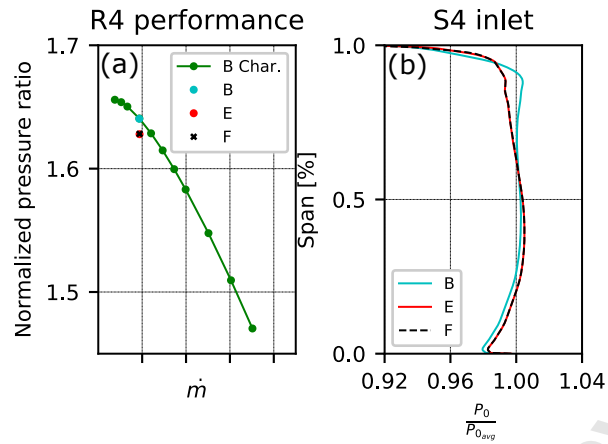 R4 performance
S4 inlet
1.7
1.6
1.5
Normalized pressure ratio
(a)
B Char.
B
E
F
ṁ
1.0
0.5
0.0
Span [%]
(b)
B
E
F
0.92
0.96
1.00
1.04
P₀
P₀ₐᵥg